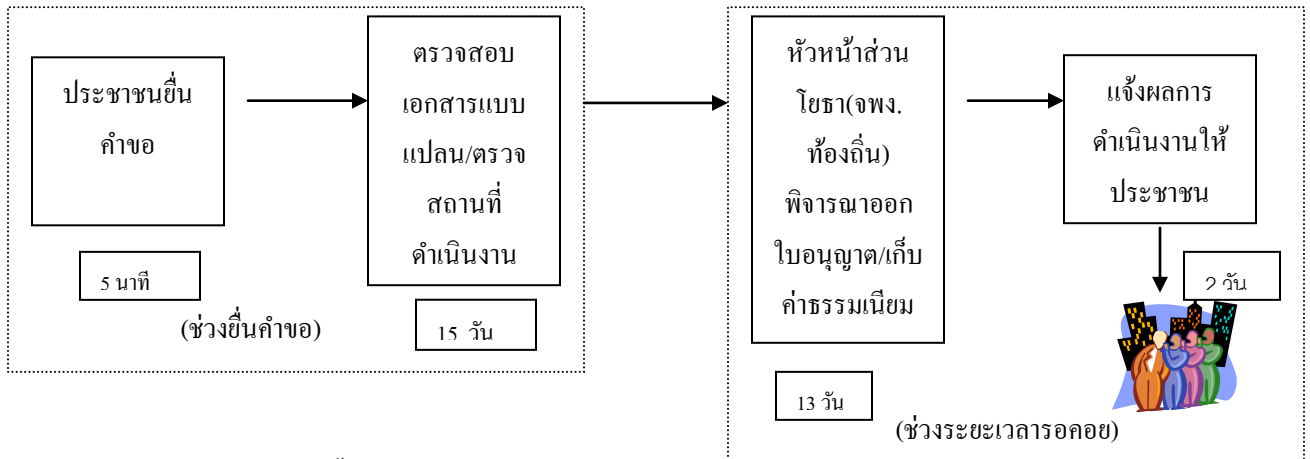 ประชาชนยื่น
คำขอ
5 นาที
ตรวจสอบ
เอกสารแบบ
แปลน/ตรวจ
สถานที่
ดำเนินงาน
15 วัน
(ช่วงยื่นคำขอ)
หัวหน้าส่วน
โยธา(จพง.
ท้องถิ่น)
พิจารณาออก
ใบอนุญาต/เก็บ
ค่าธรรมเนียม
13 วัน
แจ้งผลการ
ดำเนินงานให้
ประชาชน
2 วัน
(ช่วงระยะเวลารอคอย)